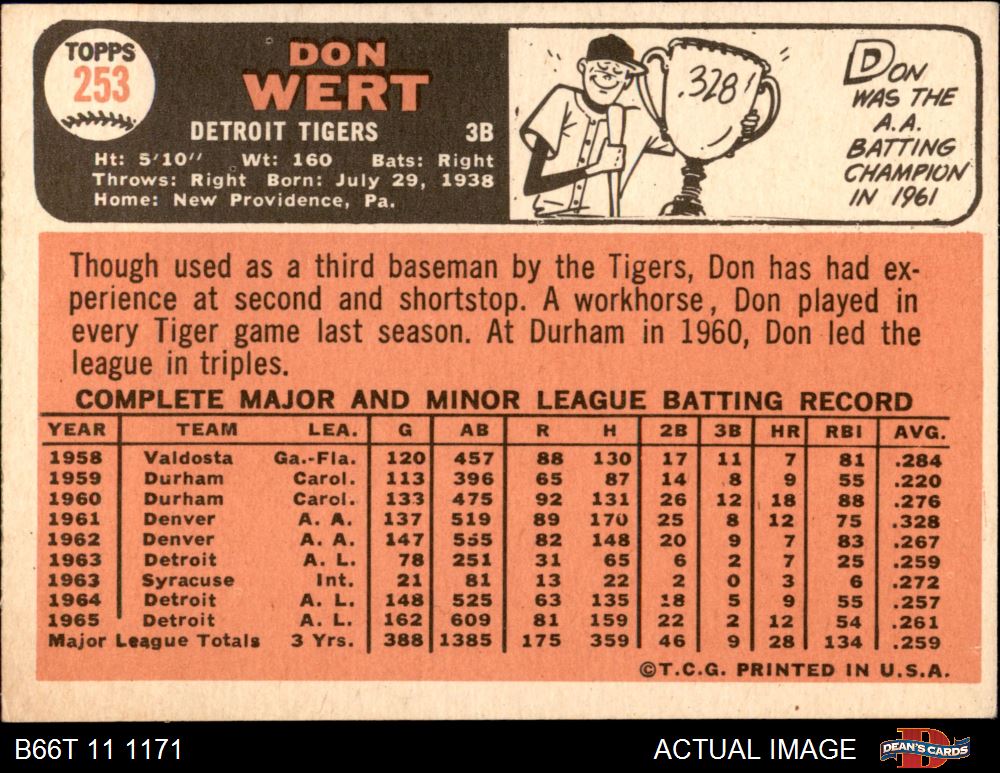 TOPPS
253
DON
WERT
DETROIT TIGERS 3B
Ht: 5'10" Wt: 160 Bats: Right
Throws: Right Born: July 29, 1938
Home: New Providence, Pa.
.328!
DON
WAS THE
A.A.
BATTING
CHAMPION
IN 1961
Though used as a third baseman by the Tigers, Don has had ex-
perience at second and shortstop. A workhorse, Don played in
every Tiger game last season. At Durham in 1960, Don led the
league in triples.
COMPLETE MAJOR AND MINOR LEAGUE BATTING RECORD
YEAR TEAM LEA. G AB R H 2B 3B HR RBI AVG.
1958 Valdosta Ga.-Fla. 120 457 88 130 17 11 7 81 .284
1959 Durham Carol. 113 396 65 87 14 8 9 55 .220
1960 Durham Carol. 133 475 92 131 26 12 18 88 .276
1961 Denver A. A. 137 519 89 170 25 8 12 75 .328
1962 Denver A. A. 147 555 82 148 20 9 7 83 .267
1963 Detroit A. L. 78 251 31 65 6 2 7 25 .259
1963 Syracuse Int. 21 81 13 22 2 0 3 6 .272
1964 Detroit A. L. 148 525 63 135 18 5 9 55 .257
1965 Detroit A. L. 162 609 81 159 22 2 12 54 .261
Major League Totals 3 Yrs. 388 1385 175 359 46 9 28 134 .259
©T.C.G. PRINTED IN U.S.A.
B66T 11 1171 ACTUAL IMAGE DEAN'S CARDS